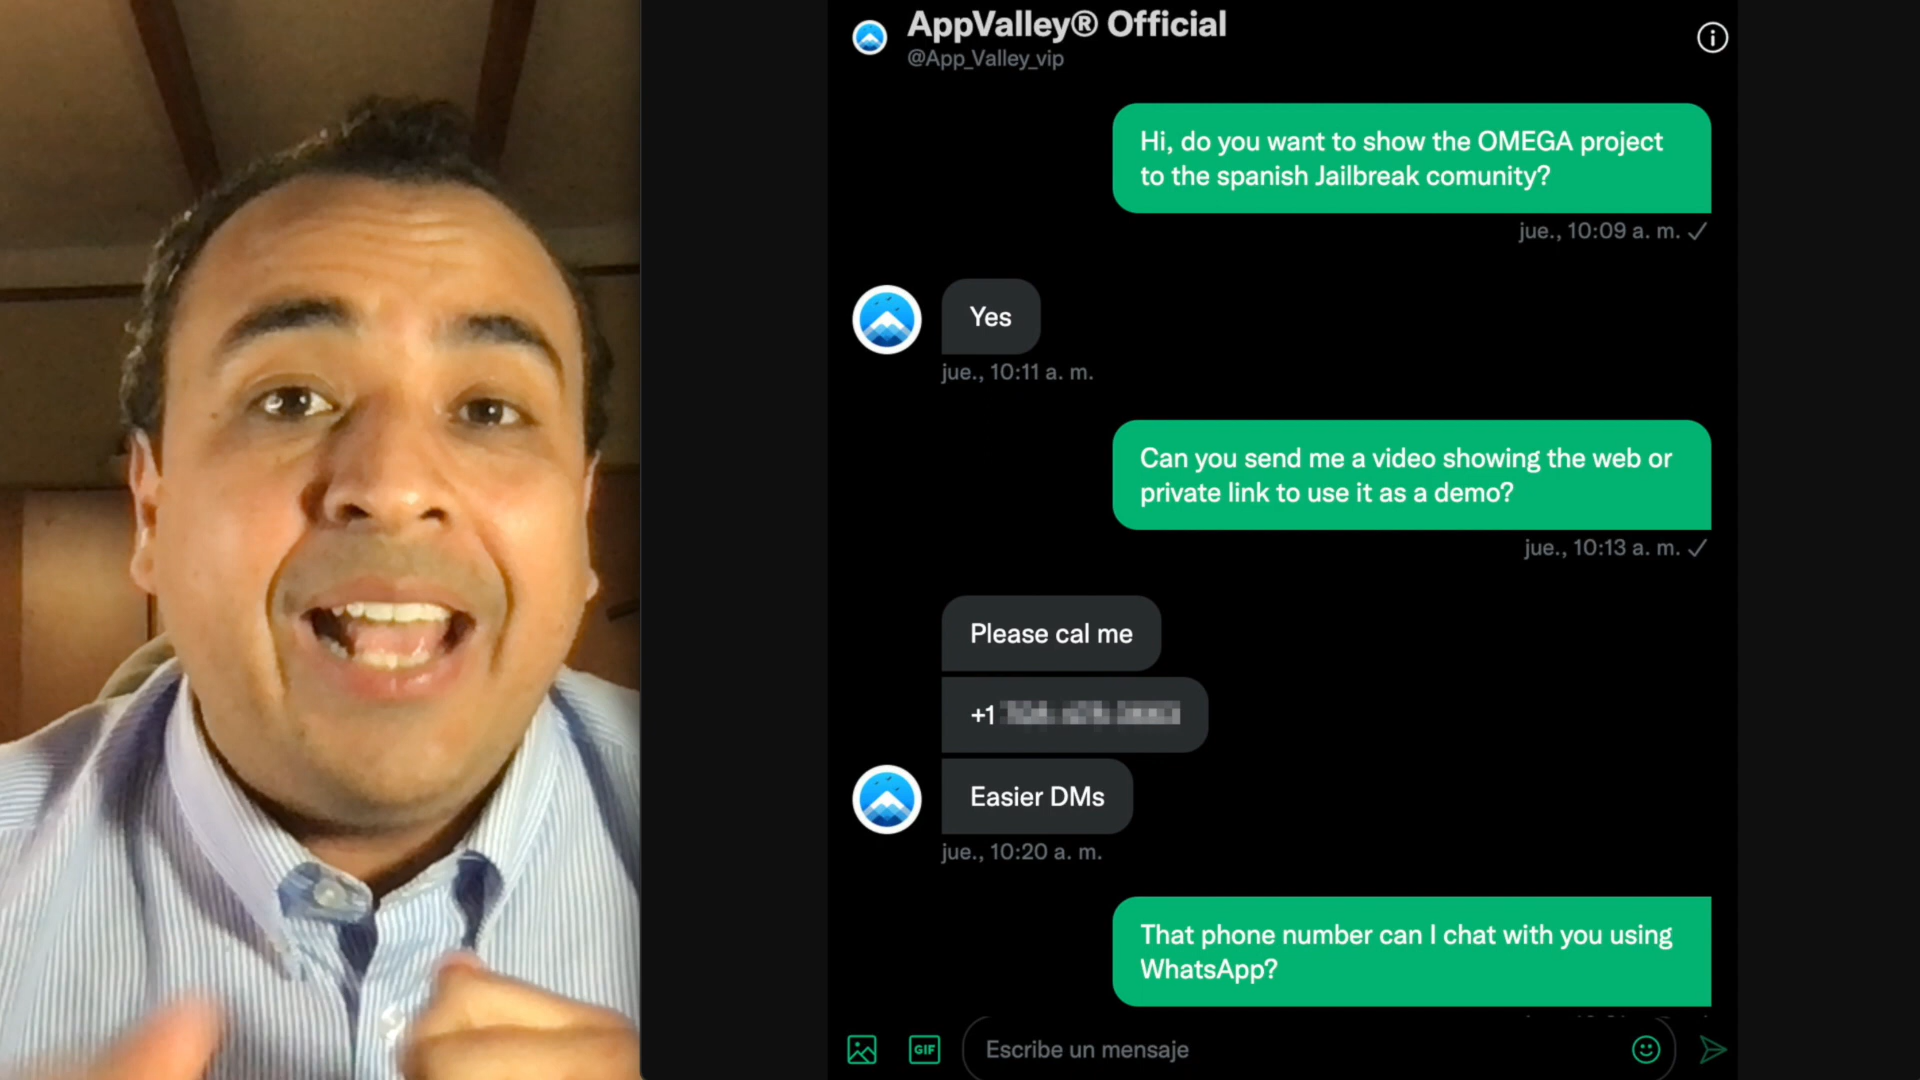 AppValley® Official
@App_Valley_vip
Hi, do you want to show the OMEGA project
to the spanish Jailbreak comunity?
jue., 10:09 a. m.
Yes
jue., 10:11 a. m.
Can you send me a video showing the web or
private link to use it as a demo?
jue., 10:13 a. m.
Please cal me
+1
Easier DMs
jue., 10:20 a. m.
That phone number can I chat with you using
WhatsApp?
GIF
Escribe un mensaje